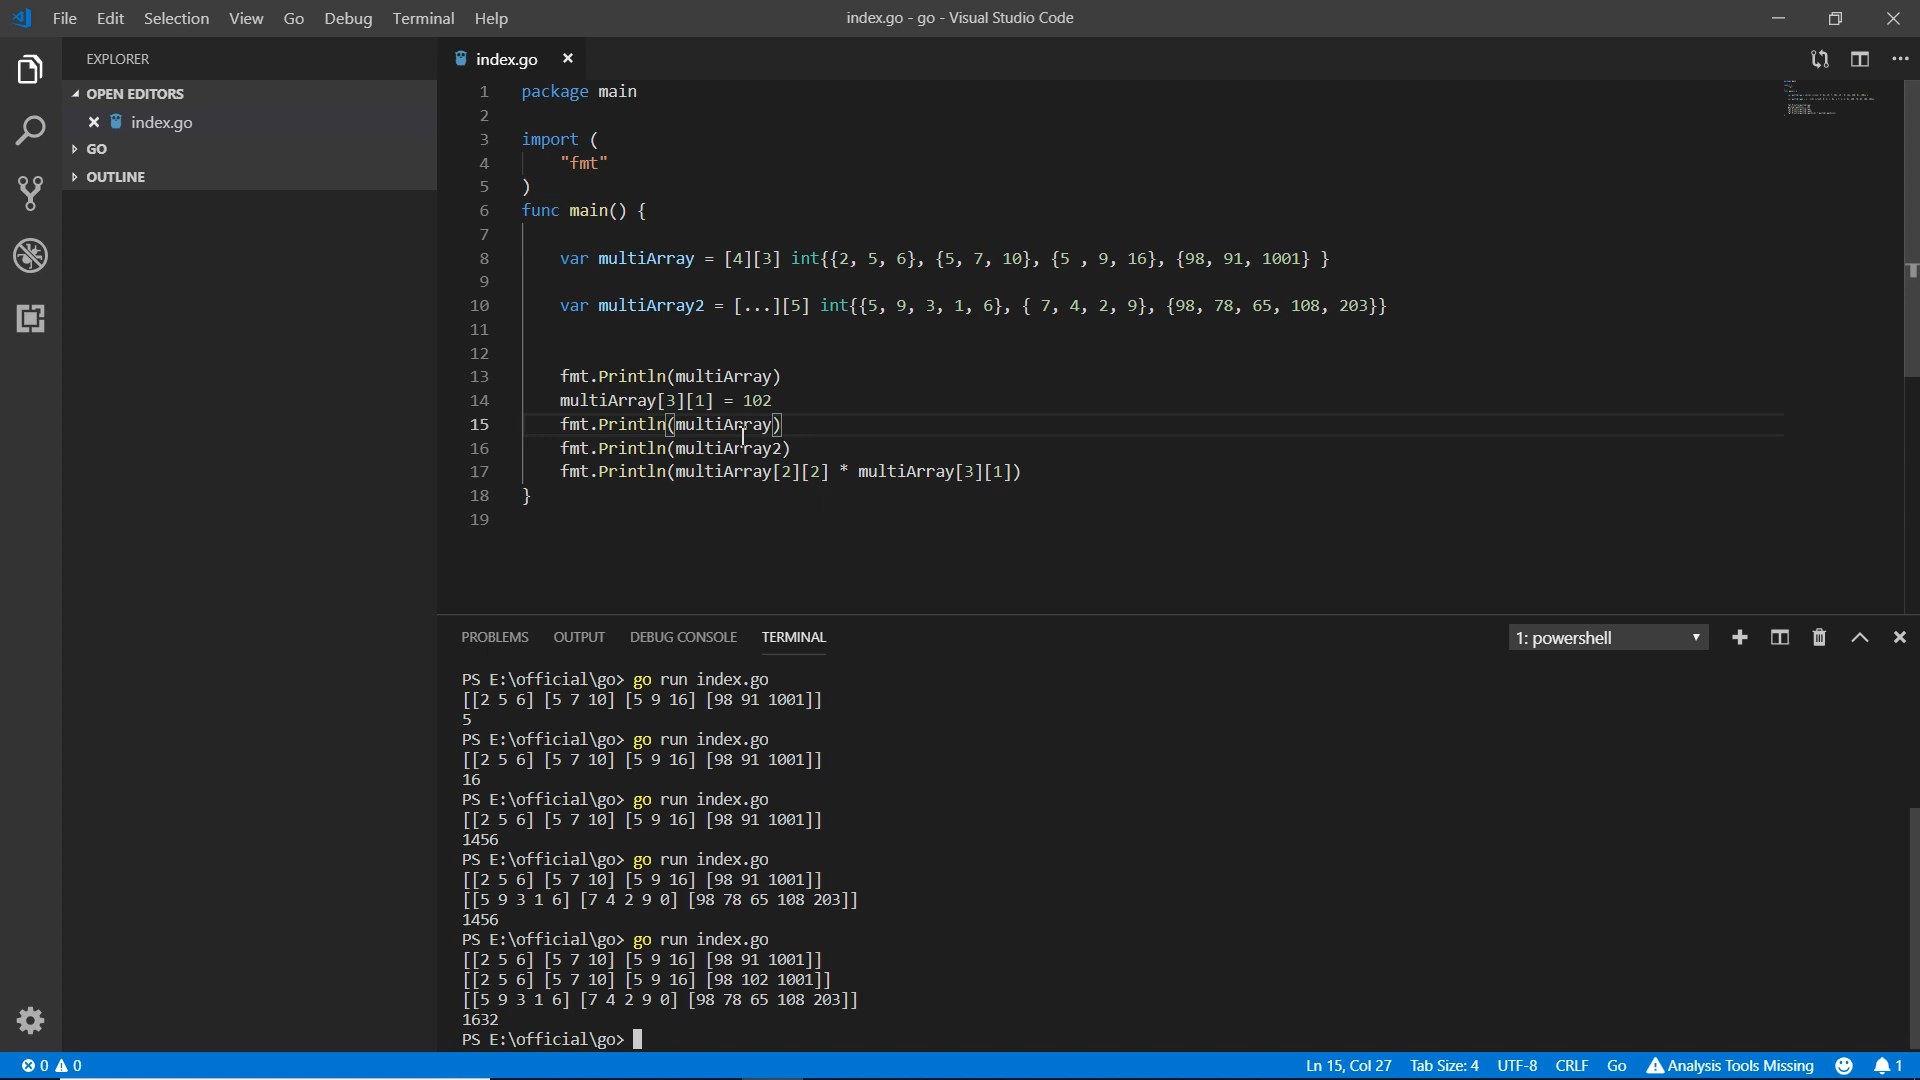 File Edit Selection View Go Debug Terminal Help
index.go - go - Visual Studio Code
EXPLORER
OPEN EDITORS
index.go
GO
OUTLINE
index.go
1 package main
2
3 import (
4 "fmt"
5 )
6 func main() {
7
8 var multiArray = [4][3] int{{2, 5, 6}, {5, 7, 10}, {5 , 9, 16}, {98, 91, 1001} }
9
10 var multiArray2 = [...][5] int{{5, 9, 3, 1, 6}, { 7, 4, 2, 9}, {98, 78, 65, 108, 203}}
11
12
13 fmt.Println(multiArray)
14 multiArray[3][1] = 102
15 fmt.Println(multiArray)
16 fmt.Println(multiArray2)
17 fmt.Println(multiArray[2][2] * multiArray[3][1])
18 }
19
PROBLEMS OUTPUT DEBUG CONSOLE TERMINAL
1: powershell
PS E:\official\go> go run index.go
[[2 5 6] [5 7 10] [5 9 16] [98 91 1001]]
5
PS E:\official\go> go run index.go
[[2 5 6] [5 7 10] [5 9 16] [98 91 1001]]
16
PS E:\official\go> go run index.go
[[2 5 6] [5 7 10] [5 9 16] [98 91 1001]]
1456
PS E:\official\go> go run index.go
[[2 5 6] [5 7 10] [5 9 16] [98 91 1001]]
[[5 9 3 1 6] [7 4 2 9 0] [98 78 65 108 203]]
1456
PS E:\official\go> go run index.go
[[2 5 6] [5 7 10] [5 9 16] [98 91 1001]]
[[2 5 6] [5 7 10] [5 9 16] [98 102 1001]]
[[5 9 3 1 6] [7 4 2 9 0] [98 78 65 108 203]]
1632
PS E:\official\go>
0 0
Ln 15, Col 27 Tab Size: 4 UTF-8 CRLF Go Analysis Tools Missing 1